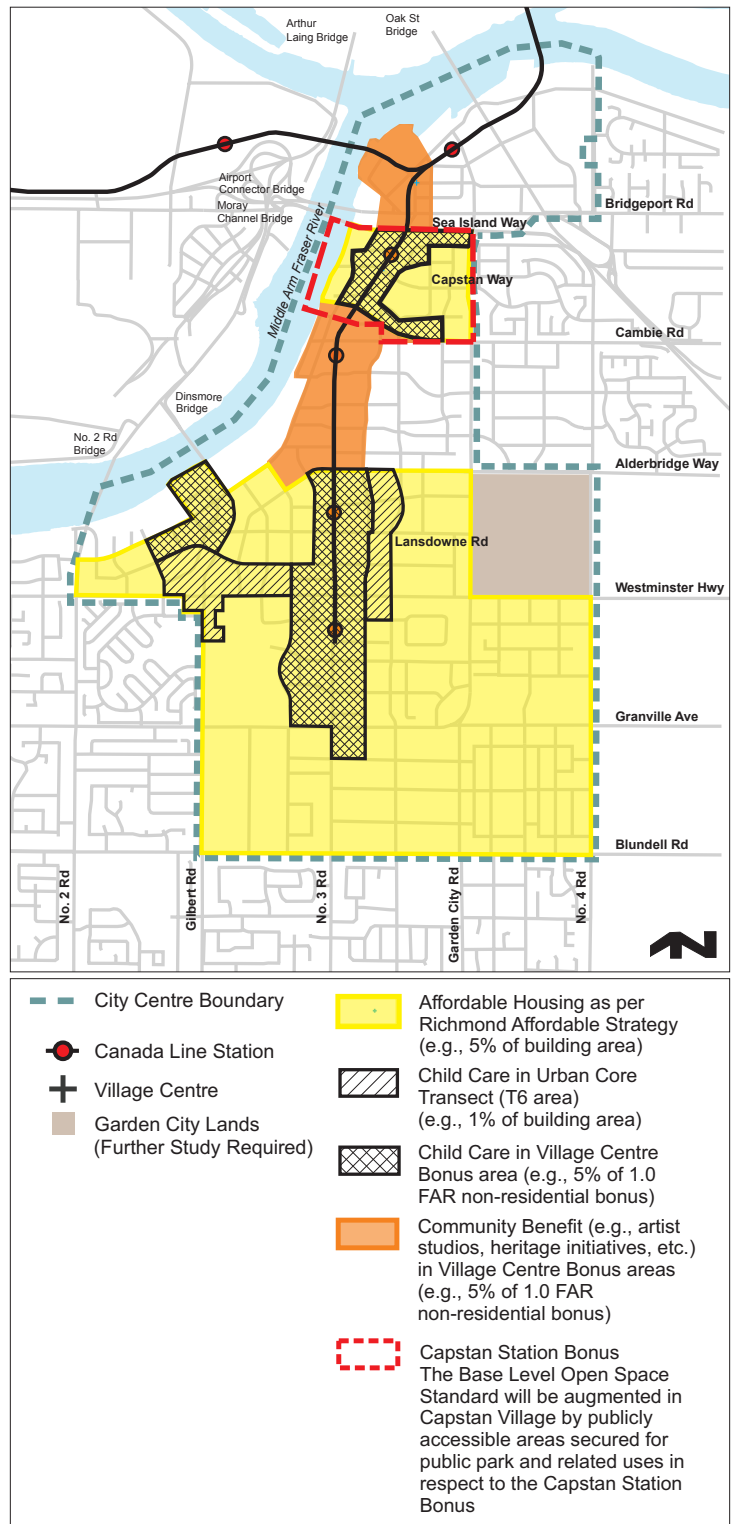 Arthur
Laing Bridge
Oak St
Bridge
Airport
Connector Bridge
Moray
Channel Bridge
Bridgeport Rd
Sea Island Way
Middle Arm Fraser River
Capstan Way
Cambie Rd
Dinsmore
Bridge
No. 2 Rd
Bridge
Alderbridge Way
Lansdowne Rd
Westminster Hwy
Granville Ave
Blundell Rd
No. 2 Rd
Gilbert Rd
No. 3 Rd
Garden City Rd
No. 4 Rd
N
City Centre Boundary
Canada Line Station
Village Centre
Garden City Lands
(Further Study Required)
Affordable Housing as per
Richmond Affordable Strategy
(e.g., 5% of building area)
Child Care in Urban Core
Transect (T6 area)
(e.g., 1% of building area)
Child Care in Village Centre
Bonus area (e.g., 5% of 1.0
FAR non-residential bonus)
Community Benefit (e.g., artist
studios, heritage initiatives, etc.)
in Village Centre Bonus areas
(e.g., 5% of 1.0 FAR
non-residential bonus)
Capstan Station Bonus
The Base Level Open Space
Standard will be augmented in
Capstan Village by publicly
accessible areas secured for
public park and related uses in
respect to the Capstan Station
Bonus